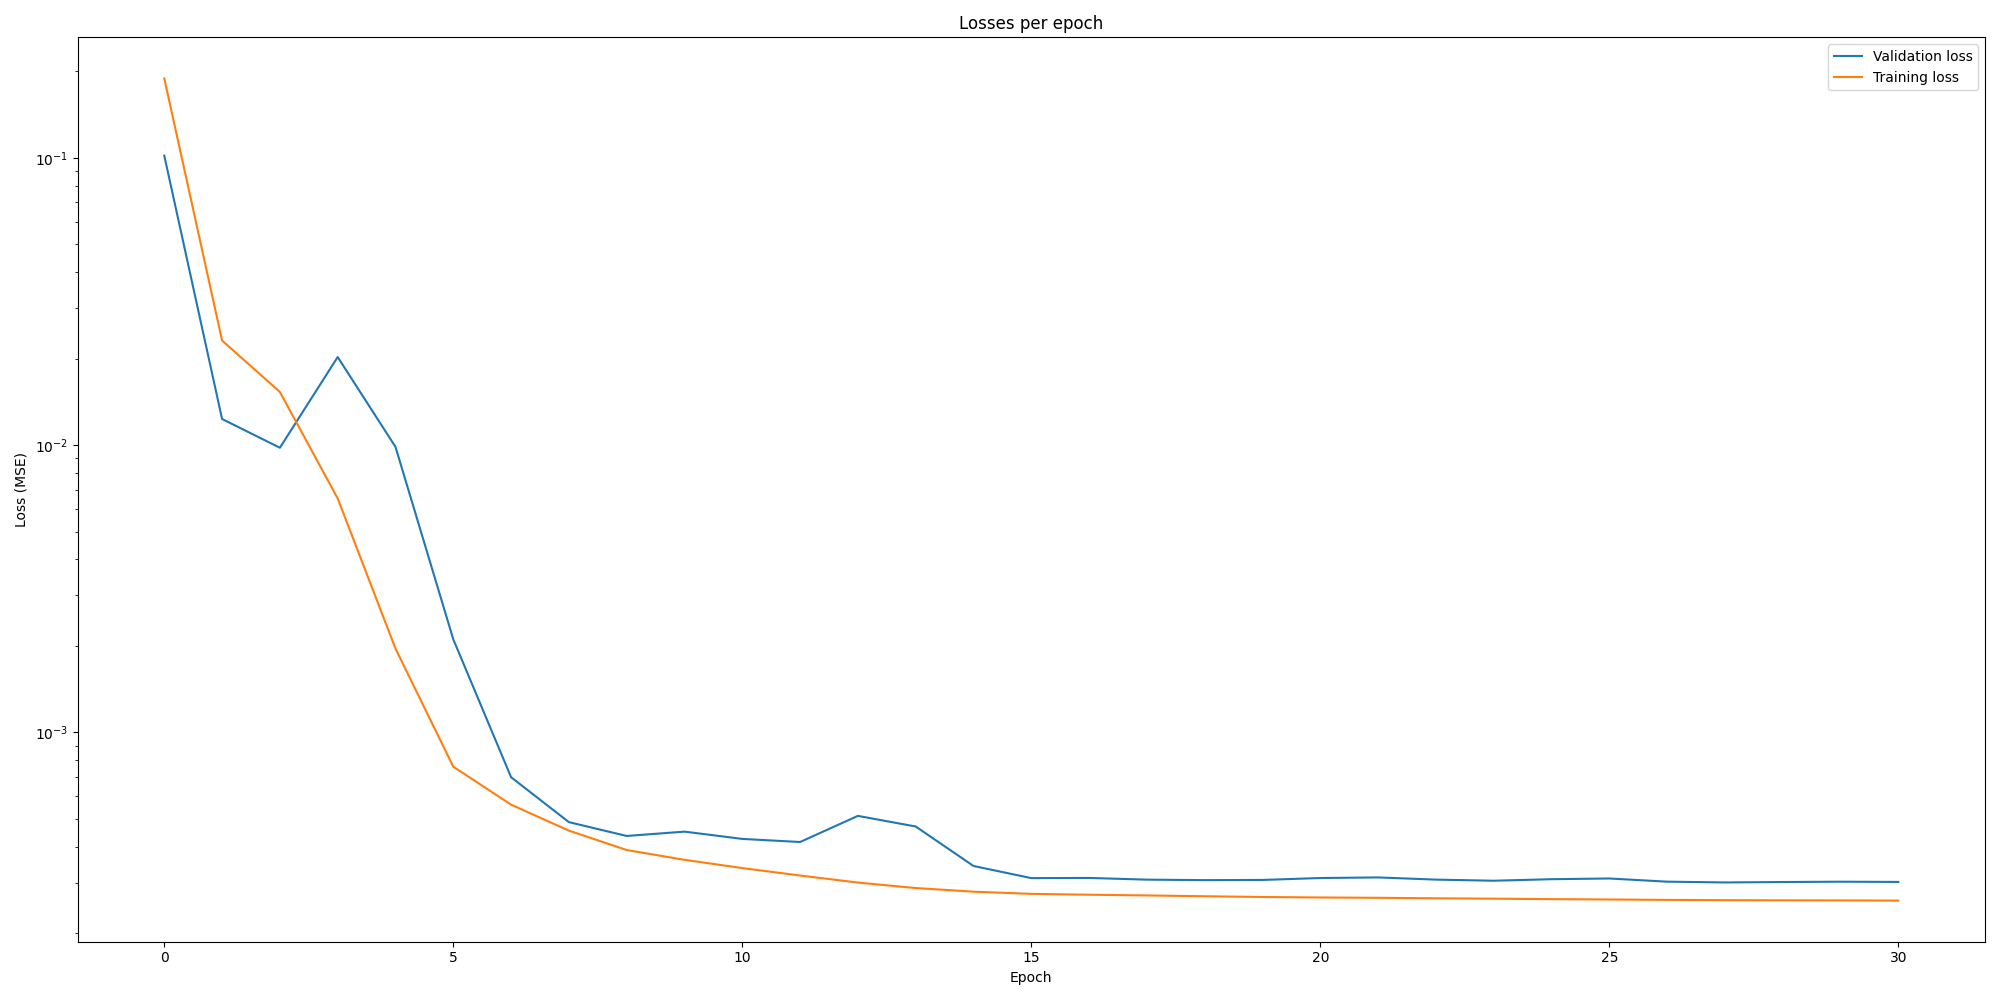 Losses per epoch
Validation loss
Training loss
10⁻¹
10⁻²
10⁻³
Loss (MSE)
0 5 10 15 20 25 30
Epoch